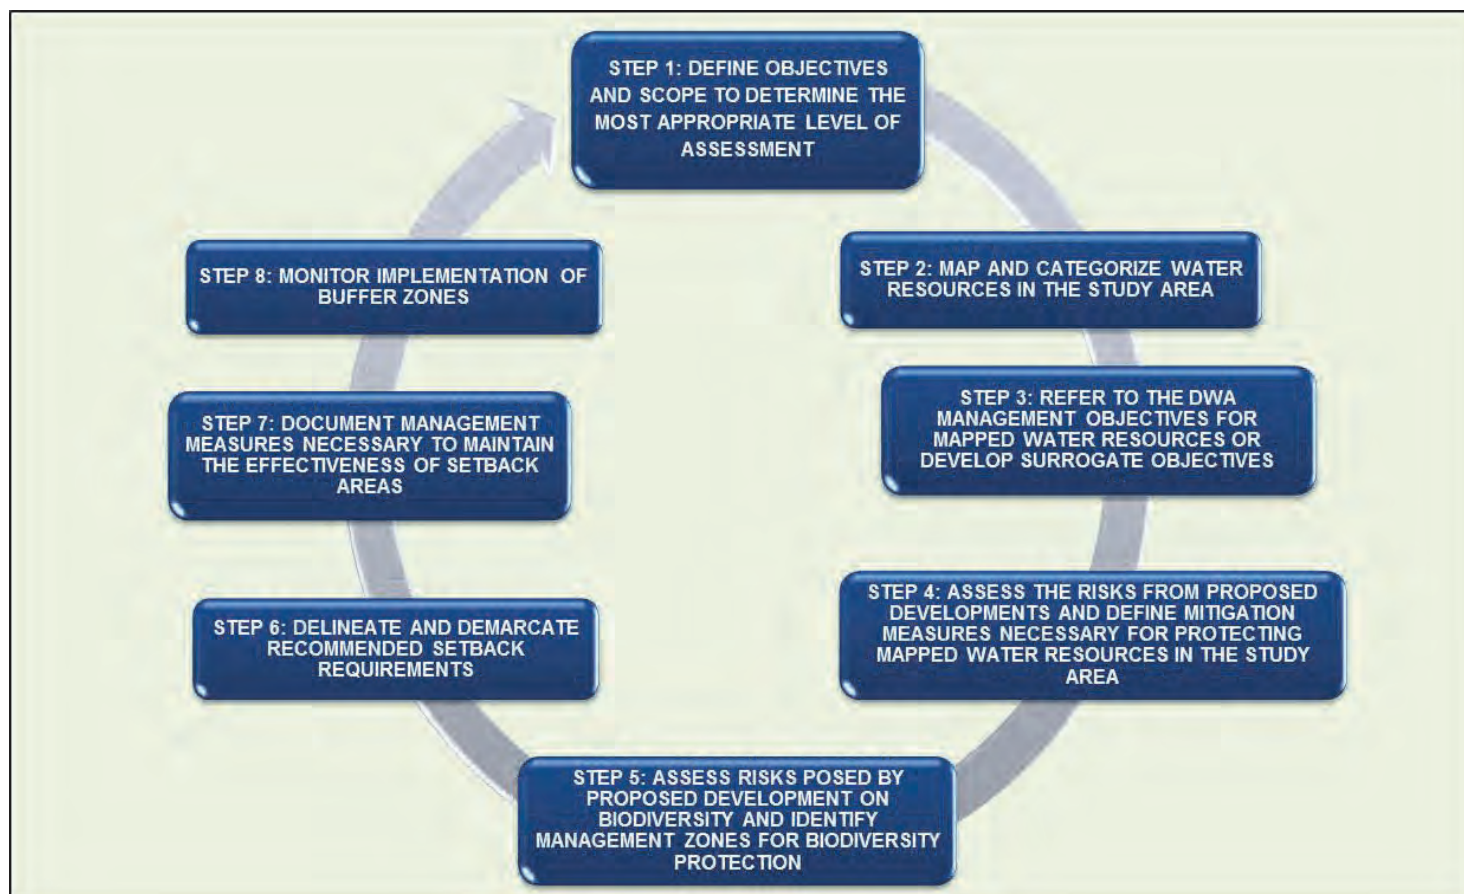 STEP 1: DEFINE OBJECTIVES
AND SCOPE TO DETERMINE THE
MOST APPROPRIATE LEVEL OF
ASSESSMENT
STEP 2: MAP AND CATEGORIZE WATER
RESOURCES IN THE STUDY AREA
STEP 3: REFER TO THE DWA
MANAGEMENT OBJECTIVES FOR
MAPPED WATER RESOURCES OR
DEVELOP SURROGATE OBJECTIVES
STEP 4: ASSESS THE RISKS FROM PROPOSED
DEVELOPMENTS AND DEFINE MITIGATION
MEASURES NECESSARY FOR PROTECTING
MAPPED WATER RESOURCES IN THE STUDY
AREA
STEP 5: ASSESS RISKS POSED BY
PROPOSED DEVELOPMENT ON
BIODIVERSITY AND IDENTIFY
MANAGEMENT ZONES FOR BIODIVERSITY
PROTECTION
STEP 6: DELINEATE AND DEMARCATE
RECOMMENDED SETBACK
REQUIREMENTS
STEP 7: DOCUMENT MANAGEMENT
MEASURES NECESSARY TO MAINTAIN
THE EFFECTIVENESS OF SETBACK
AREAS
STEP 8: MONITOR IMPLEMENTATION OF
BUFFER ZONES